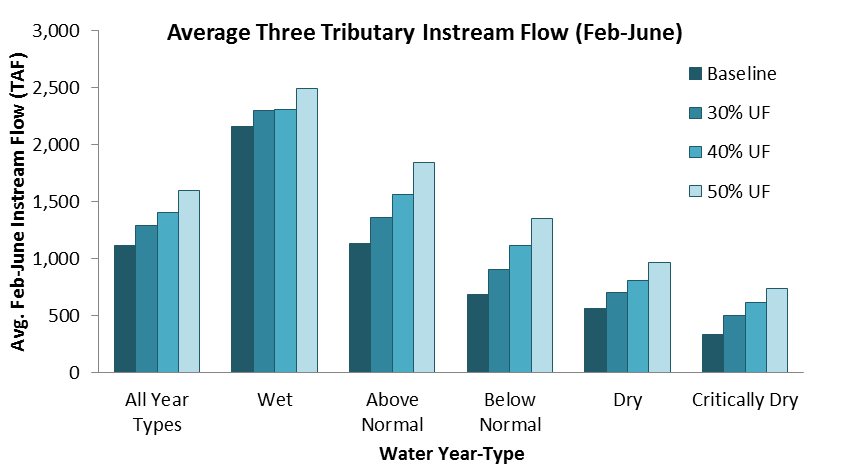 Average Three Tributary Instream Flow (Feb-June)
Avg. Feb-June Instream Flow (TAF)
3,000
2,500
2,000
1,500
1,000
500
0
Baseline
30% UF
40% UF
50% UF
All Year
Types
Wet
Above
Normal
Below
Normal
Dry
Critically Dry
Water Year-Type